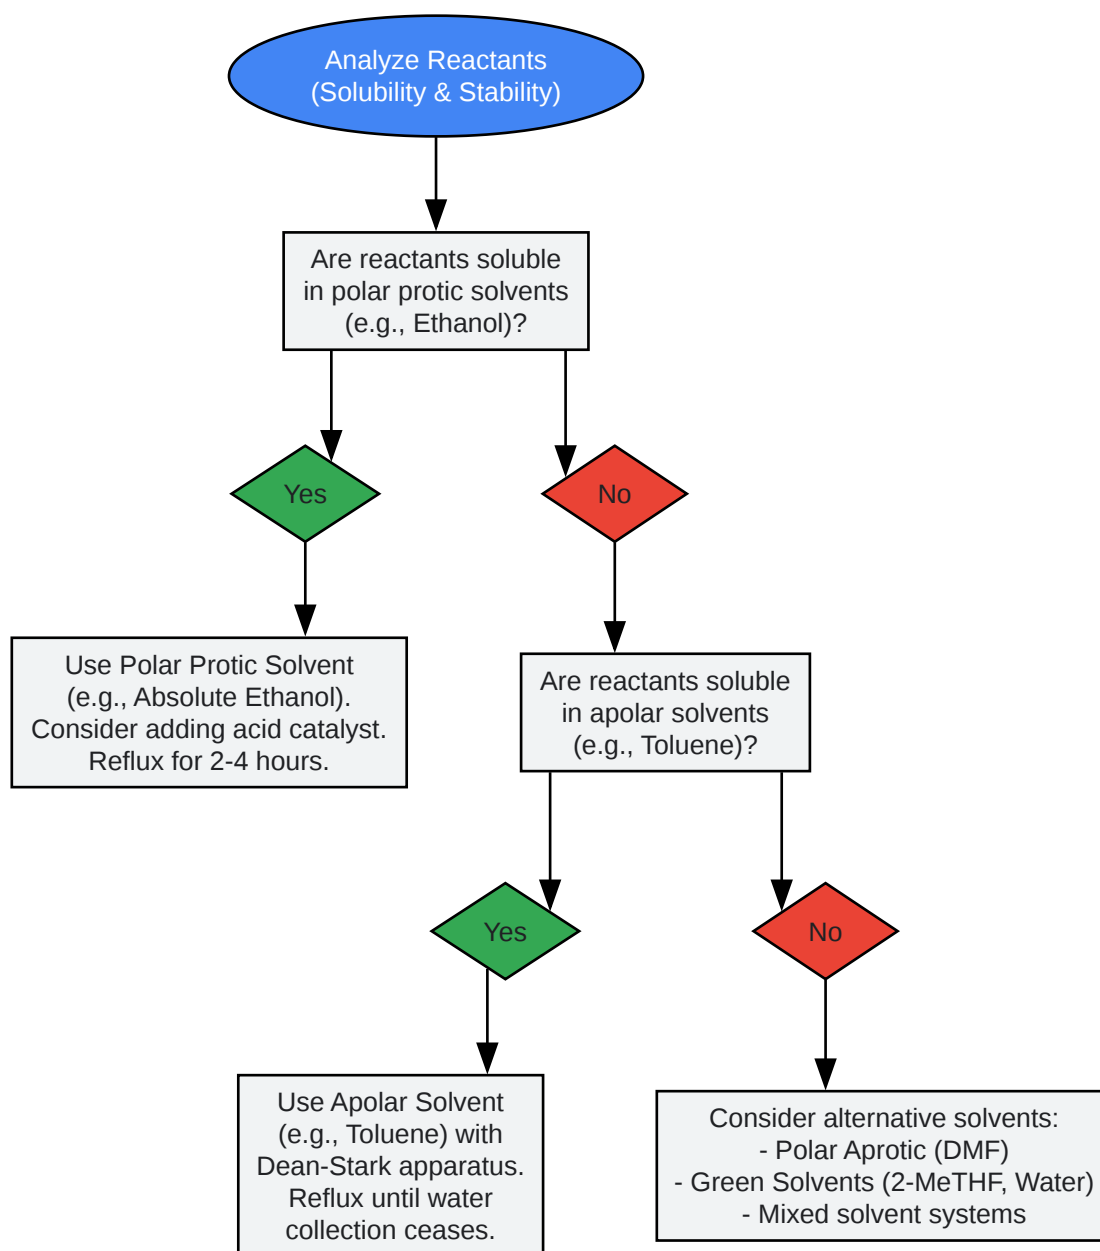 Analyze Reactants
(Solubility & Stability)
Are reactants soluble
in polar protic solvents
(e.g., Ethanol)?
Yes
No
Use Polar Protic Solvent
(e.g., Absolute Ethanol).
Consider adding acid catalyst.
Reflux for 2-4 hours.
Are reactants soluble
in apolar solvents
(e.g., Toluene)?
Yes
No
Use Apolar Solvent
(e.g., Toluene) with
Dean-Stark apparatus.
Reflux until water
collection ceases.
Consider alternative solvents:
- Polar Aprotic (DMF)
- Green Solvents (2-MeTHF, Water)
- Mixed solvent systems